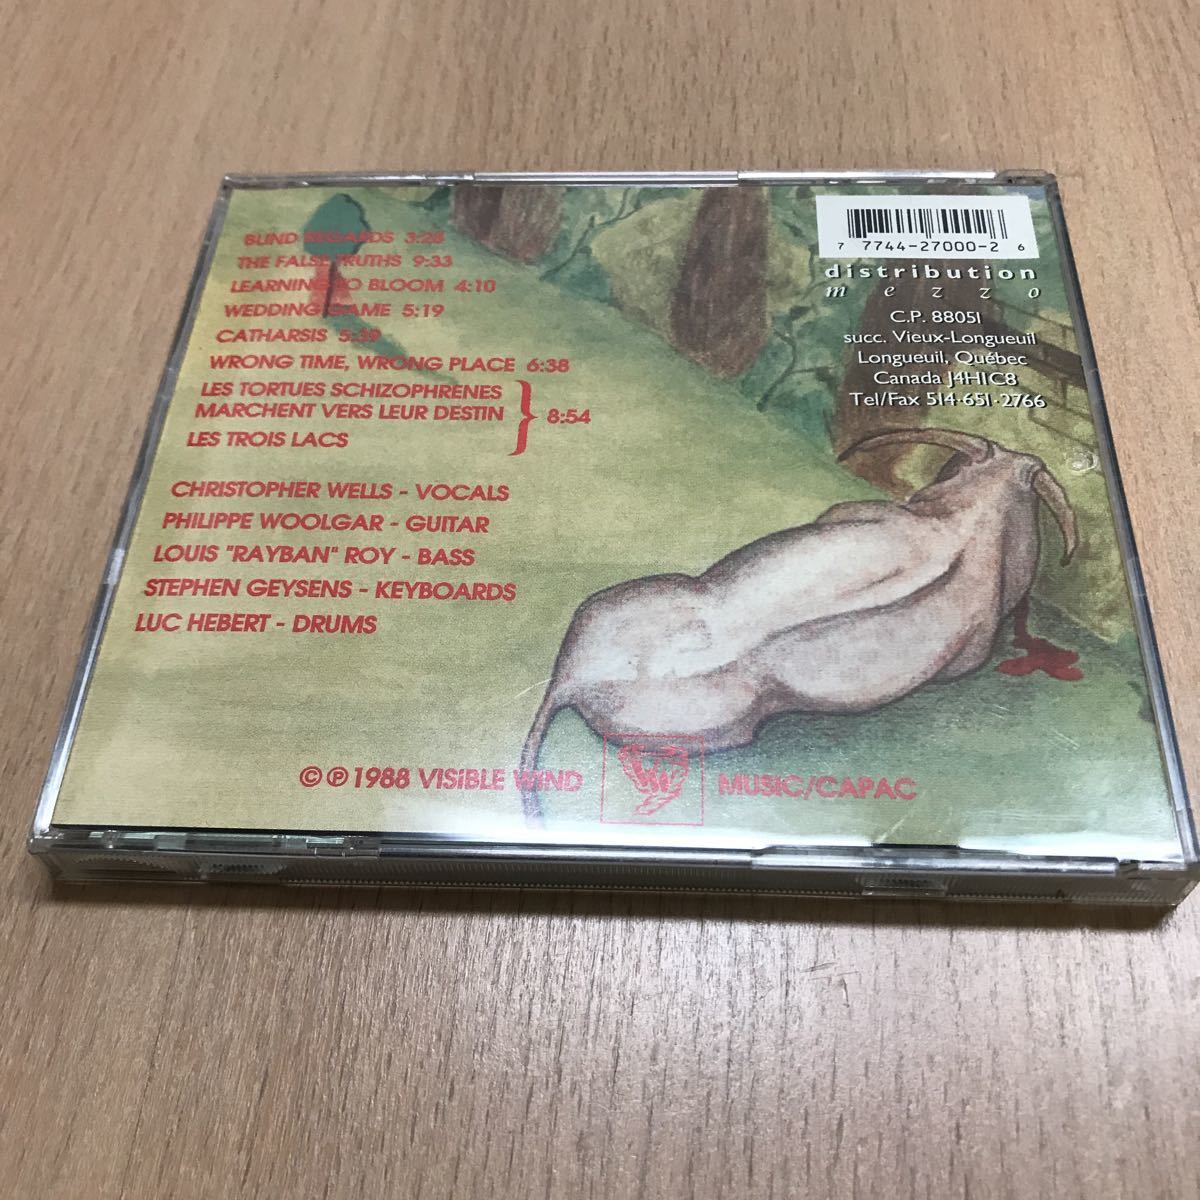 BLIND REGARDS 3:28
THE FALSE TRUTHS 9:33
LEARNING TO BLOOM 4:10
WEDDING GAME 5:19
CATHARSIS 5:39
WRONG TIME, WRONG PLACE 6:38
LES TORTUES SCHIZOPHRENES
MARCHENT VERS LEUR DESTIN
8:54
LES TROIS LACS
CHRISTOPHER WELLS - VOCALS
PHILIPPE WOOLGAR - GUITAR
LOUIS "RAYBAN" ROY - BASS
STEPHEN GEYSENS - KEYBOARDS
LUC HEBERT - DRUMS
7 77744-27000-2 6
distribution
mezzo
C.P. 88051
succ. Vieux-Longueuil
Longueuil, Québec
Canada J4H1C8
Tel/Fax 514·651·2766
© ℗ 1988 VISIBLE WIND MUSIC/CAPAC